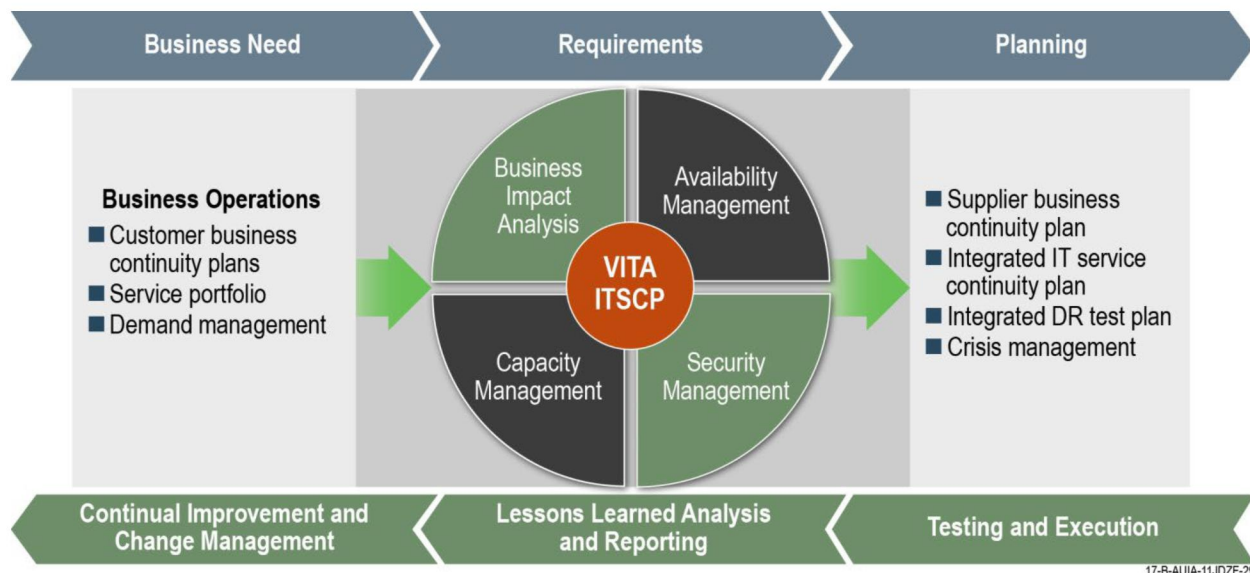 Business Need
Requirements
Planning
Business Operations
Customer business
continuity plans
Service portfolio
Demand management
Business
Impact
Analysis
Availability
Management
VITA
ITSCP
Capacity
Management
Security
Management
Supplier business
continuity plan
Integrated IT service
continuity plan
Integrated DR test plan
Crisis management
Continual Improvement and
Change Management
Lessons Learned Analysis
and Reporting
Testing and Execution